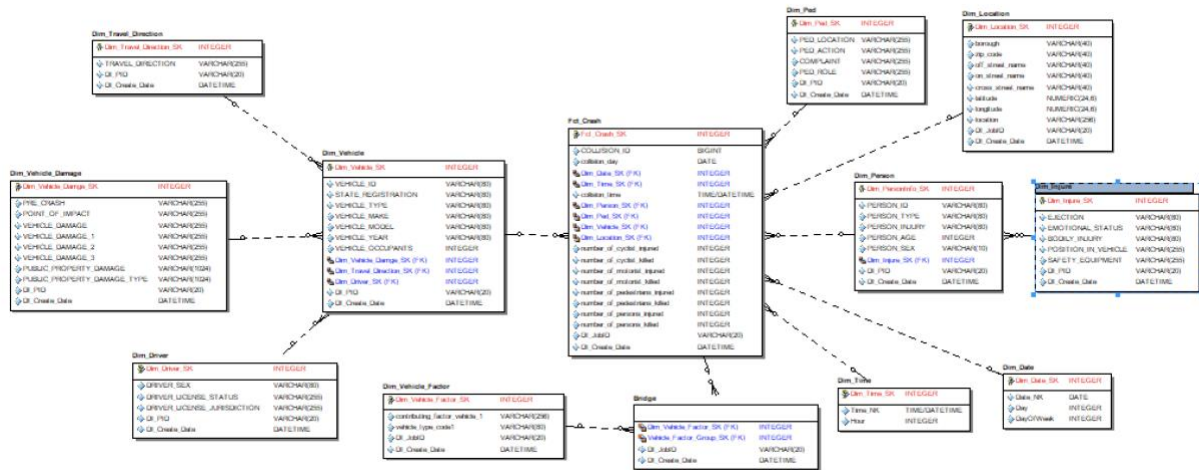 Dim_Travel_Direction
Dim_Travel_Direction_SK INTEGER
TRAVEL_DIRECTION VARCHAR(255)
DI_PID VARCHAR(20)
DI_Create_Date DATETIME
Dim_Vehicle_Damage
Dim_Vehicle_Damge_SK INTEGER
PRE_CRASH VARCHAR(255)
POINT_OF_IMPACT VARCHAR(255)
VEHICLE_DAMAGE VARCHAR(255)
VEHICLE_DAMAGE_1 VARCHAR(255)
VEHICLE_DAMAGE_2 VARCHAR(255)
VEHICLE_DAMAGE_3 VARCHAR(255)
PUBLIC_PROPERTY_DAMAGE VARCHAR(1024)
PUBLIC_PROPERTY_DAMAGE_TYPE VARCHAR(1024)
DI_PID VARCHAR(20)
DI_Create_Date DATETIME
Dim_Driver
Dim_Driver_SK INTEGER
DRIVER_SEX VARCHAR(80)
DRIVER_LICENSE_STATUS VARCHAR(255)
DRIVER_LICENSE_JURISDICTION VARCHAR(255)
DI_PID VARCHAR(20)
DI_Create_Date DATETIME
Dim_Vehicle
Dim_Vehicle_SK INTEGER
VEHICLE_ID VARCHAR(80)
STATE_REGISTRATION VARCHAR(80)
VEHICLE_TYPE VARCHAR(80)
VEHICLE_MAKE VARCHAR(80)
VEHICLE_MODEL VARCHAR(80)
VEHICLE_YEAR VARCHAR(80)
VEHICLE_OCCUPANTS INTEGER
Dim_Vehicle_Damge_SK (FK) INTEGER
Dim_Travel_Direction_SK (FK) INTEGER
Dim_Driver_SK (FK) INTEGER
DI_PID VARCHAR(20)
DI_Create_Date DATETIME
Dim_Vehicle_Factor
Dim_Vehicle_Factor_SK INTEGER
contributing_factor_vehicle_1 VARCHAR(256)
vehicle_type_code1 VARCHAR(80)
DI_JobID VARCHAR(20)
DI_Create_Date DATETIME
Fct_Crash
Fct_Crash_SK INTEGER
COLLISION_ID BIGINT
collision_day DATE
Dim_Date_SK (FK) INTEGER
Dim_Time_SK (FK) INTEGER
collision_time TIME/DATETIME
Dim_Person_SK (FK) INTEGER
Dim_Ped_SK (FK) INTEGER
Dim_Vehicle_SK (FK) INTEGER
Dim_Location_SK (FK) INTEGER
number_of_cyclist_injured INTEGER
number_of_cyclist_killed INTEGER
number_of_motorist_injured INTEGER
number_of_motorist_killed INTEGER
number_of_pedestrians_injured INTEGER
number_of_pedestrians_killed INTEGER
number_of_persons_injured INTEGER
number_of_persons_killed INTEGER
DI_JobID VARCHAR(20)
DI_Create_Date DATETIME
Bridge
Dim_Vehicle_Factor_SK (FK) INTEGER
Vehicle_Factor_Group_SK (FK) INTEGER
DI_JobID VARCHAR(20)
DI_Create_Date DATETIME
Dim_Ped
Dim_Ped_SK INTEGER
PED_LOCATION VARCHAR(255)
PED_ACTION VARCHAR(255)
COMPLAINT VARCHAR(255)
PED_ROLE VARCHAR(255)
DI_PID VARCHAR(20)
DI_Create_Date DATETIME
Dim_Location
Dim_Location_SK INTEGER
borough VARCHAR(40)
zip_code VARCHAR(40)
off_street_name VARCHAR(40)
on_street_name VARCHAR(40)
cross_street_name VARCHAR(40)
latitude NUMERIC(24,6)
longitude NUMERIC(24,6)
location VARCHAR(256)
DI_JobID VARCHAR(20)
DI_Create_Date DATETIME
Dim_Person
Dim_PersonInfo_SK INTEGER
PERSON_ID VARCHAR(80)
PERSON_TYPE VARCHAR(80)
PERSON_INJURY VARCHAR(80)
PERSON_AGE INTEGER
PERSON_SEX VARCHAR(10)
Dim_Injure_SK (FK) INTEGER
DI_PID VARCHAR(20)
DI_Create_Date DATETIME
Dim_Injure
Dim_Injure_SK INTEGER
EJECTION VARCHAR(80)
EMOTIONAL_STATUS VARCHAR(80)
BODILY_INJURY VARCHAR(80)
POSITION_IN_VEHICLE VARCHAR(255)
SAFETY_EQUIPMENT VARCHAR(255)
DI_PID VARCHAR(20)
DI_Create_Date DATETIME
Dim_Time
Dim_Time_SK INTEGER
Time_NK TIME/DATETIME
Hour INTEGER
Dim_Date
Dim_Date_SK INTEGER
Date_NK DATE
Day INTEGER
DayOfWeek INTEGER